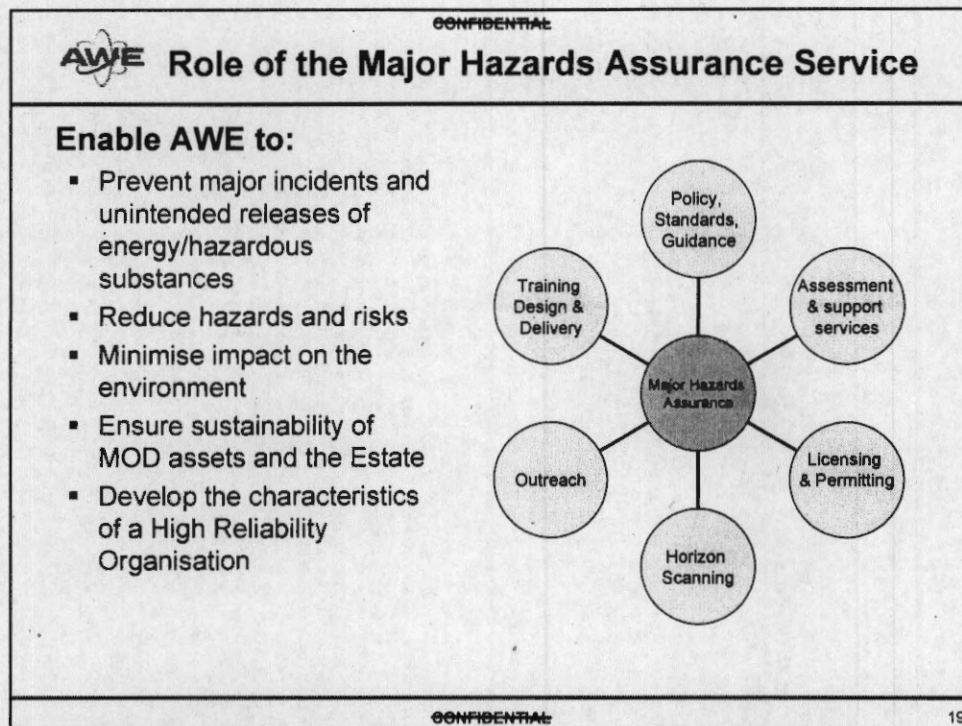 CONFIDENTIAL
AWE
Role of the Major Hazards Assurance Service
Enable AWE to:
▪ Prevent major incidents and
unintended releases of
energy/hazardous
substances
▪ Reduce hazards and risks
▪ Minimise impact on the
environment
▪ Ensure sustainability of
MOD assets and the Estate
▪ Develop the characteristics
of a High Reliability
Organisation
Policy,
Standards,
Guidance
Training
Design &
Delivery
Assessment
& support
services
Major Hazards
Assurance
Outreach
Licensing
& Permitting
Horizon
Scanning
CONFIDENTIAL
19